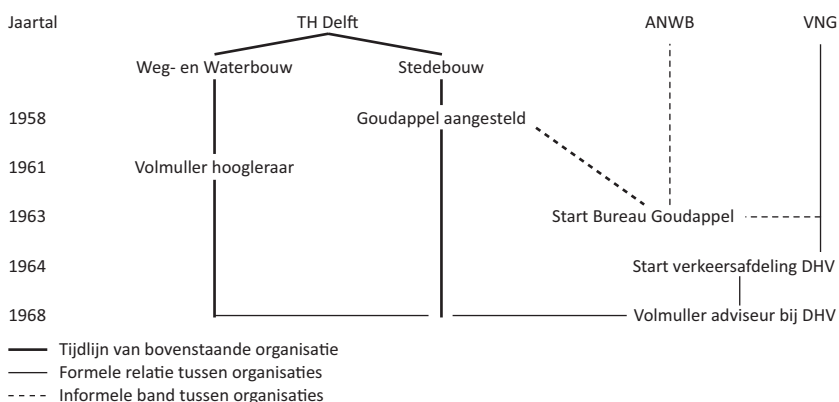 Jaartal TH Delft ANWB VNG
Weg- en Waterbouw Stedebouw
1958 Goudappel aangesteld
1961 Volmuller hoogleraar
1963 Start Bureau Goudappel
1964 Start verkeersafdeling DHV
1968 Volmuller adviseur bij DHV
Tijdlijn van bovenstaande organisatie
Formele relatie tussen organisaties
Informele band tussen organisaties